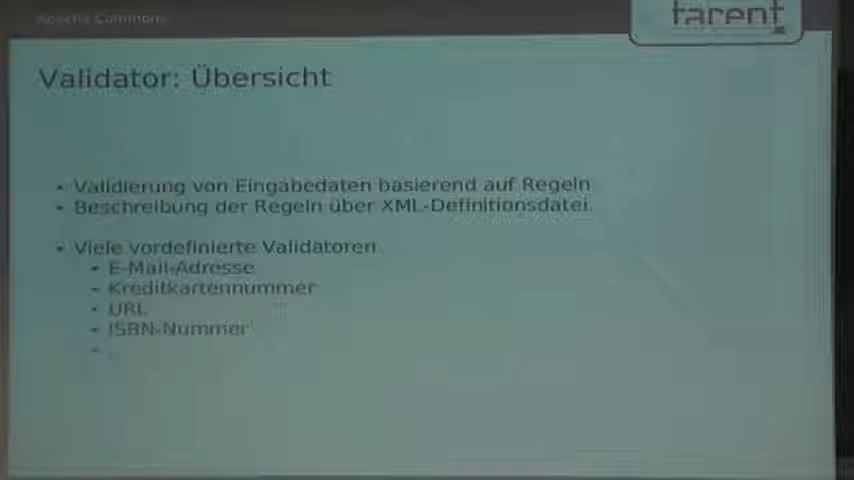 Apache Commons
tarent
Validator: Übersicht
- Validierung von Eingabedaten basierend auf Regeln
- Beschreibung der Regeln über XML-Definitionsdatei.
- Viele vordefinierte Validatoren
- E-Mail-Adresse
- Kreditkartennummer
- URL
- ISBN-Nummer
- ...